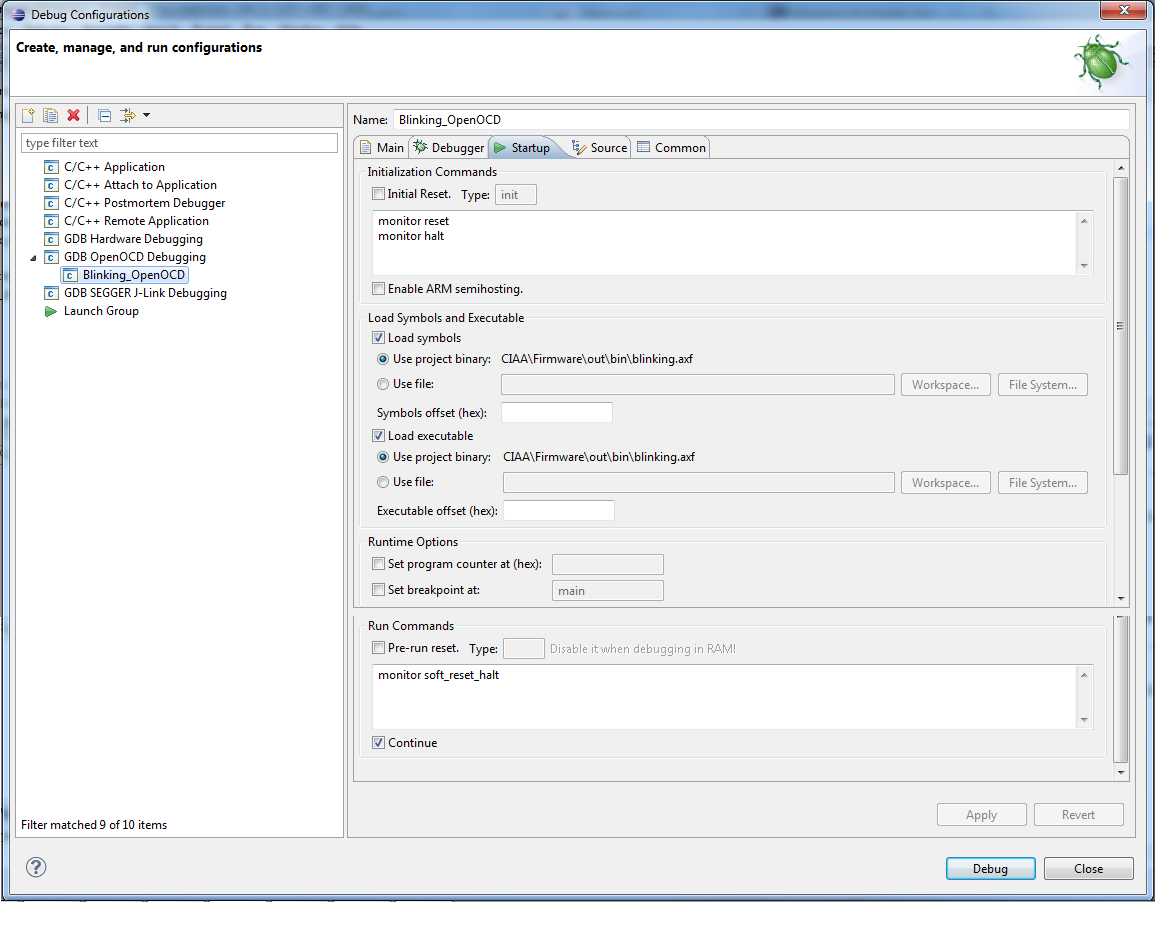 Debug Configurations
Create, manage, and run configurations
type filter text
C/C++ Application
C/C++ Attach to Application
C/C++ Postmortem Debugger
C/C++ Remote Application
GDB Hardware Debugging
GDB OpenOCD Debugging
Blinking_OpenOCD
GDB SEGGER J-Link Debugging
Launch Group
Filter matched 9 of 10 items
Name: Blinking_OpenOCD
Main Debugger Startup Source Common
Initialization Commands
Initial Reset. Type: init
monitor reset
monitor halt
Enable ARM semihosting.
Load Symbols and Executable
Load symbols
Use project binary: CIAA\Firmware\out\bin\blinking.axf
Use file: Workspace... File System...
Symbols offset (hex):
Load executable
Use project binary: CIAA\Firmware\out\bin\blinking.axf
Use file: Workspace... File System...
Executable offset (hex):
Runtime Options
Set program counter at (hex):
Set breakpoint at: main
Run Commands
Pre-run reset. Type: Disable it when debugging in RAM!
monitor soft_reset_halt
Continue
Apply Revert
Debug Close